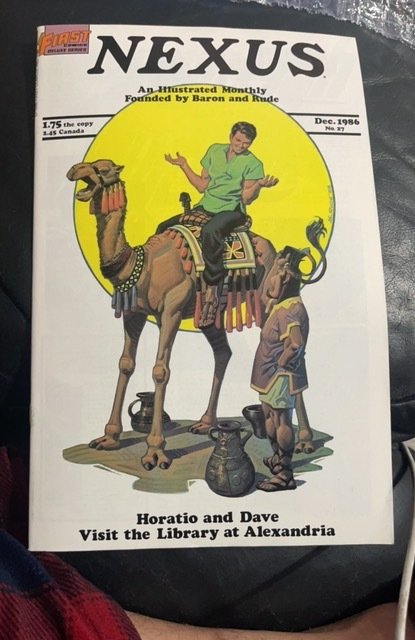 FIRST
COMICS
DELUXE SERIES
NEXUS
An Illustrated Monthly
Founded by Baron and Rude
1.75 the copy
2.45 Canada
Dec. 1986
No. 27
Horatio and Dave
Visit the Library at Alexandria